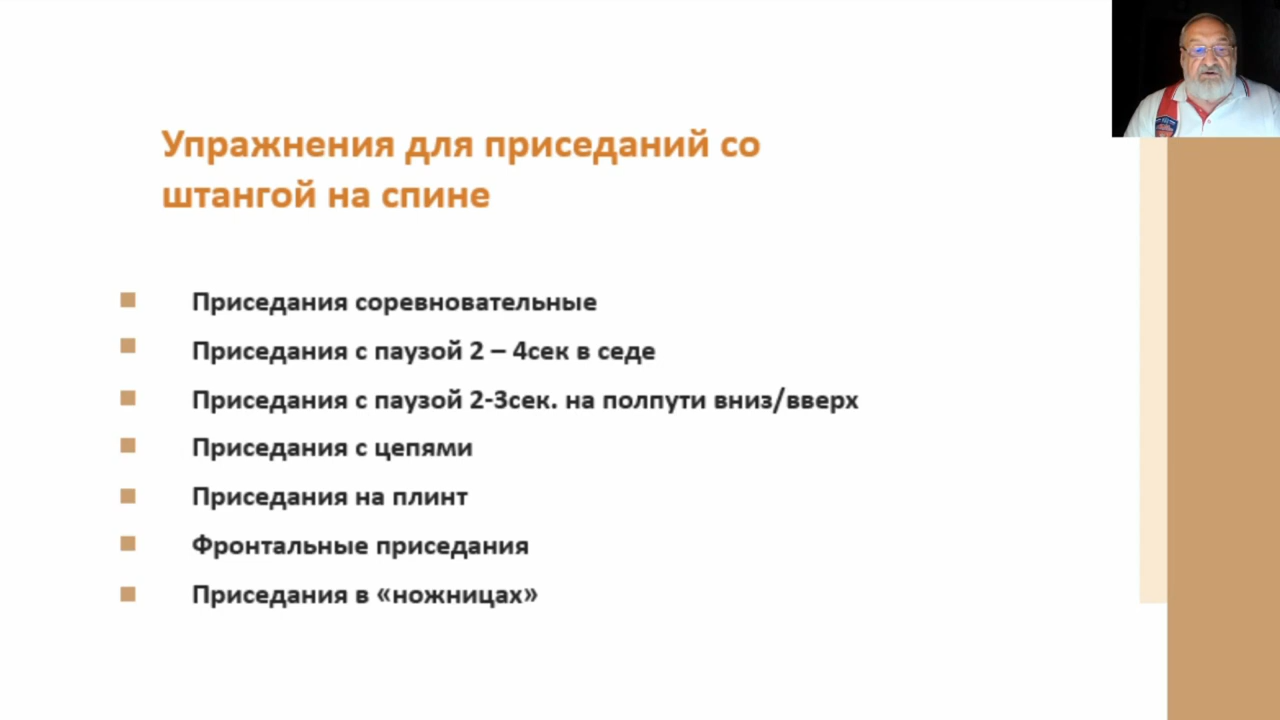 Упражнения для приседаний со
штангой на спине
Приседания соревновательные
Приседания с паузой 2 – 4сек в седе
Приседания с паузой 2-3сек. на полпути вниз/вверх
Приседания с цепями
Приседания на плинт
Фронтальные приседания
Приседания в «ножницах»